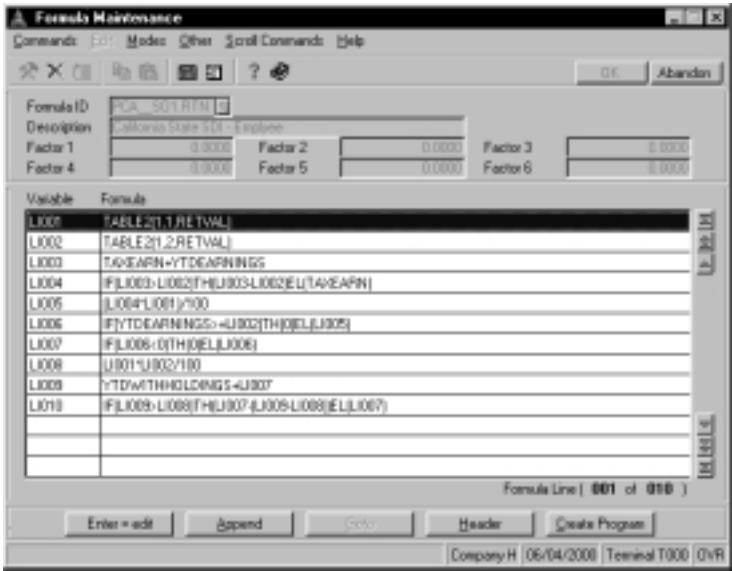 Formula Maintenance
Commands Edit Modes Other Scroll Commands Help
OK Abandon
Formula ID PCA__SO1.RTN
Description California State SDI - Emplyee
Factor 1 0.0000 Factor 2 0.0000 Factor 3 0.0000
Factor 4 0.0000 Factor 5 0.0000 Factor 6 0.0000
Variable Formula
LI001 TABLE2(1,1,RETVAL)
LI002 TABLE2(1,2,RETVAL)
LI003 TAXEARN+YTDEARNINGS
LI004 IF(LI003>LI002)TH(LI003-LI002)EL(TAXEARN)
LI005 (LI004*LI001)/100
LI006 IF(YTDEARNINGS>=LI002)TH(0)EL(LI005)
LI007 IF(LI006<0)TH(0)EL(LI006)
LI008 LI001*LI002/100
LI009 YTDWITHHOLDINGS+LI007
LI010 IF(LI009>LI008)TH(LI007-(LI009-LI008))EL(LI007)
Formula Line ( 001 of 010 )
Enter = edit Append Goto Header Create Program
Company H 06/04/2000 Terminal T000 OVR